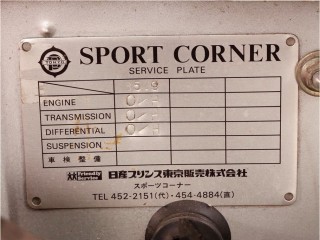 SPORT CORNER
SERVICE PLATE
ENGINE
TRANSMISSION
DIFFERENTIAL
SUSPENSION
車検整備
Friendly Service 日産プリンス東京販売株式会社
スポーツコーナー
TEL 452-2151(代)・454-4884(直)